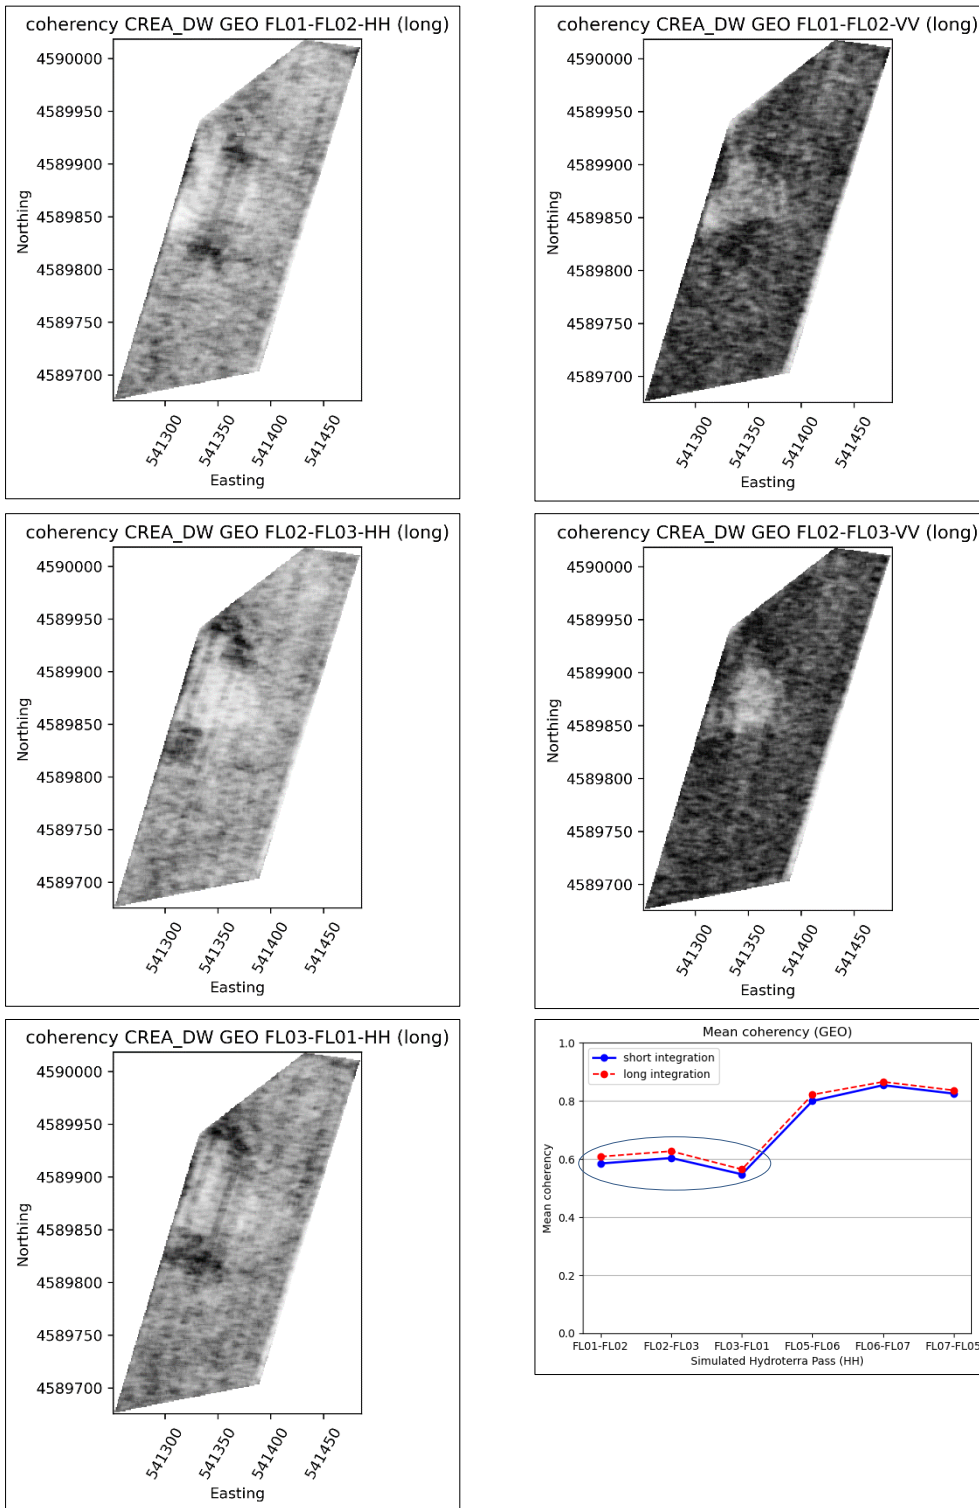 coherency CREA_DW GEO FL01-FL02-HH (long)
4590000
4589950
4589900
4589850
4589800
4589750
4589700
Northing
541300
541350
541400
541450
Easting
coherency CREA_DW GEO FL01-FL02-VV (long)
4590000
4589950
4589900
4589850
4589800
4589750
4589700
Northing
541300
541350
541400
541450
Easting
coherency CREA_DW GEO FL02-FL03-HH (long)
4590000
4589950
4589900
4589850
4589800
4589750
4589700
Northing
541300
541350
541400
541450
Easting
coherency CREA_DW GEO FL02-FL03-VV (long)
4590000
4589950
4589900
4589850
4589800
4589750
4589700
Northing
541300
541350
541400
541450
Easting
coherency CREA_DW GEO FL03-FL01-HH (long)
4590000
4589950
4589900
4589850
4589800
4589750
4589700
Northing
541300
541350
541400
541450
Easting
Mean coherency (GEO)
short integration
long integration
1.0
0.8
0.6
0.4
0.2
0.0
Mean coherency
FL01-FL02 FL02-FL03 FL03-FL01 FL05-FL06 FL06-FL07 FL07-FL05
Simulated Hydroterra Pass (HH)